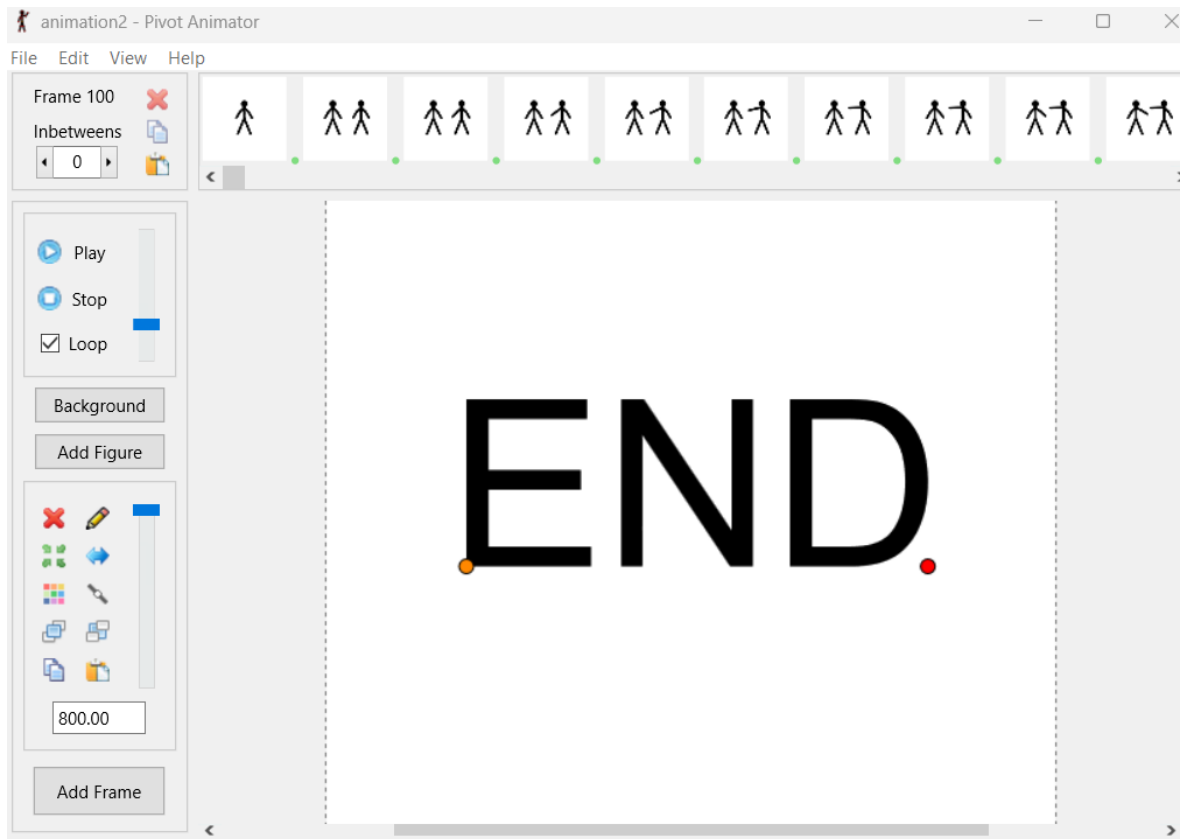 animation2 - Pivot Animator
File Edit View Help
Frame 100
Inbetweens
0
Play
Stop
Loop
Background
Add Figure
800.00
Add Frame
END